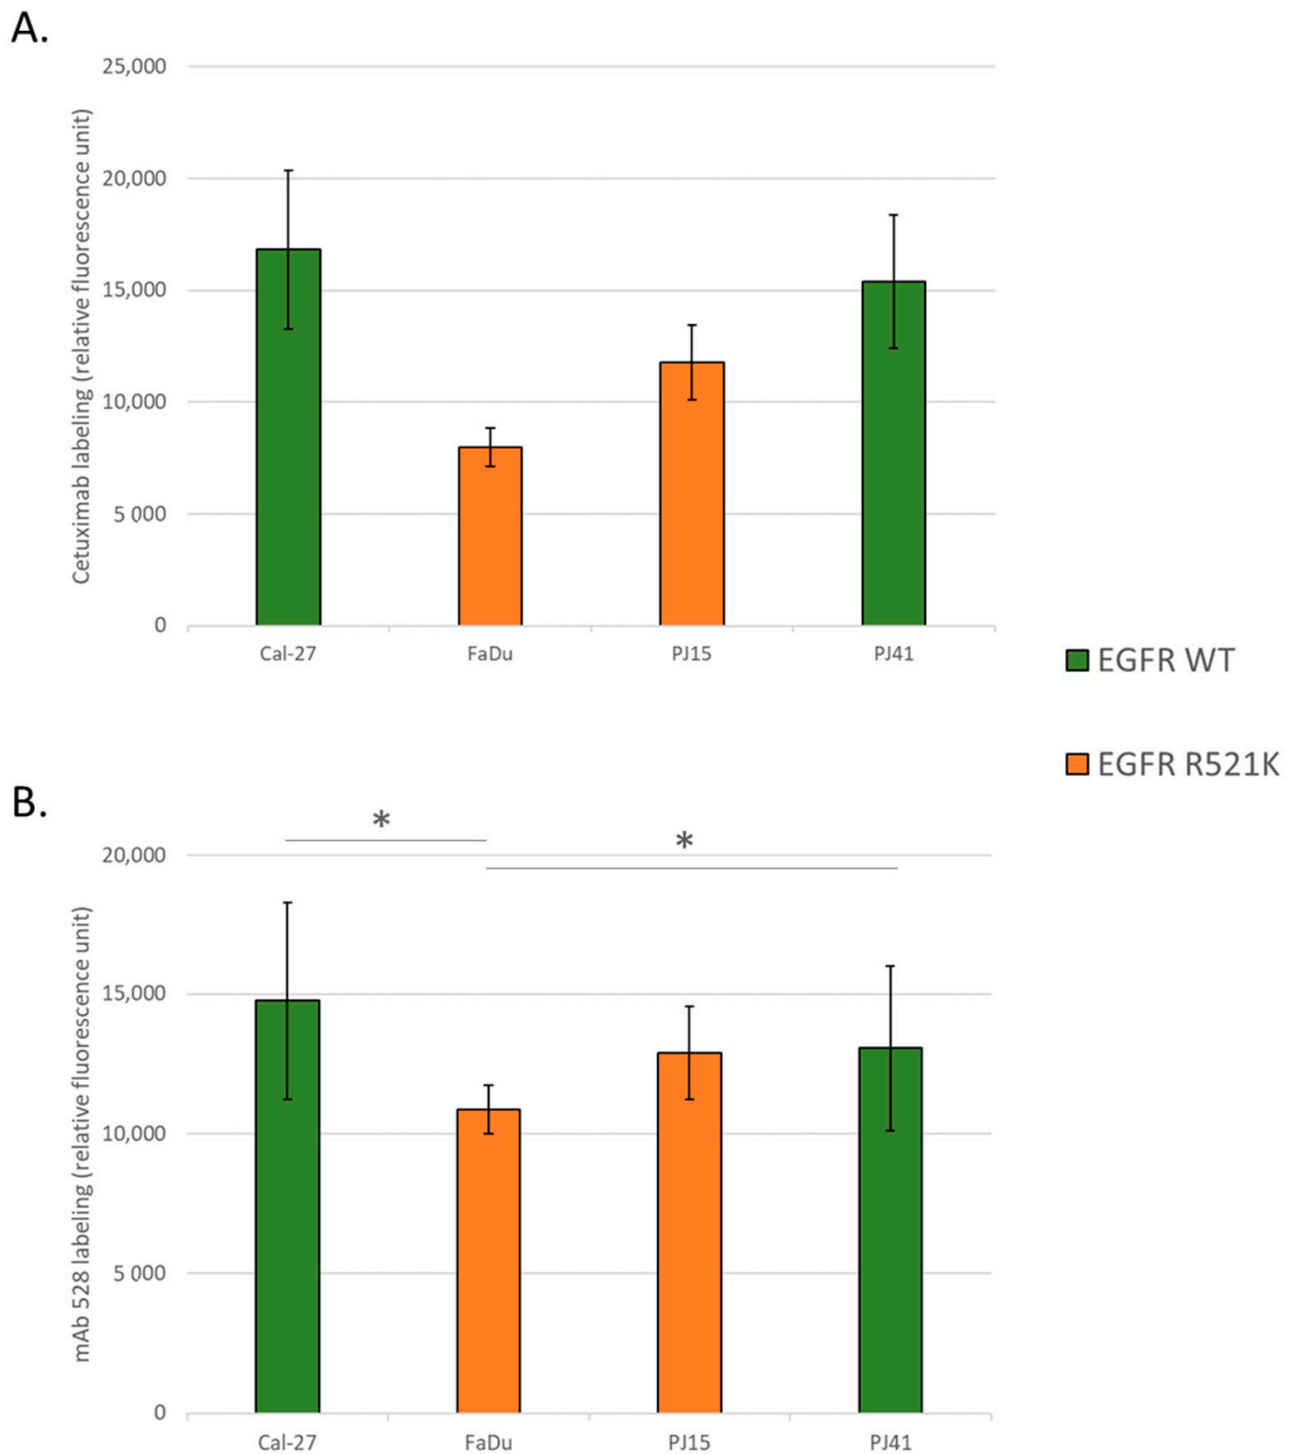 A.
Cetuximab labeling (relative fluorescence unit)
25,000
20,000
15,000
10,000
5 000
0
Cal-27 FaDu PJ15 PJ41
EGFR WT
EGFR R521K
B.
*
*
mAb 528 labeling (relative fluorescence unit)
20,000
15,000
10,000
5 000
0
Cal-27 FaDu PJ15 PJ41